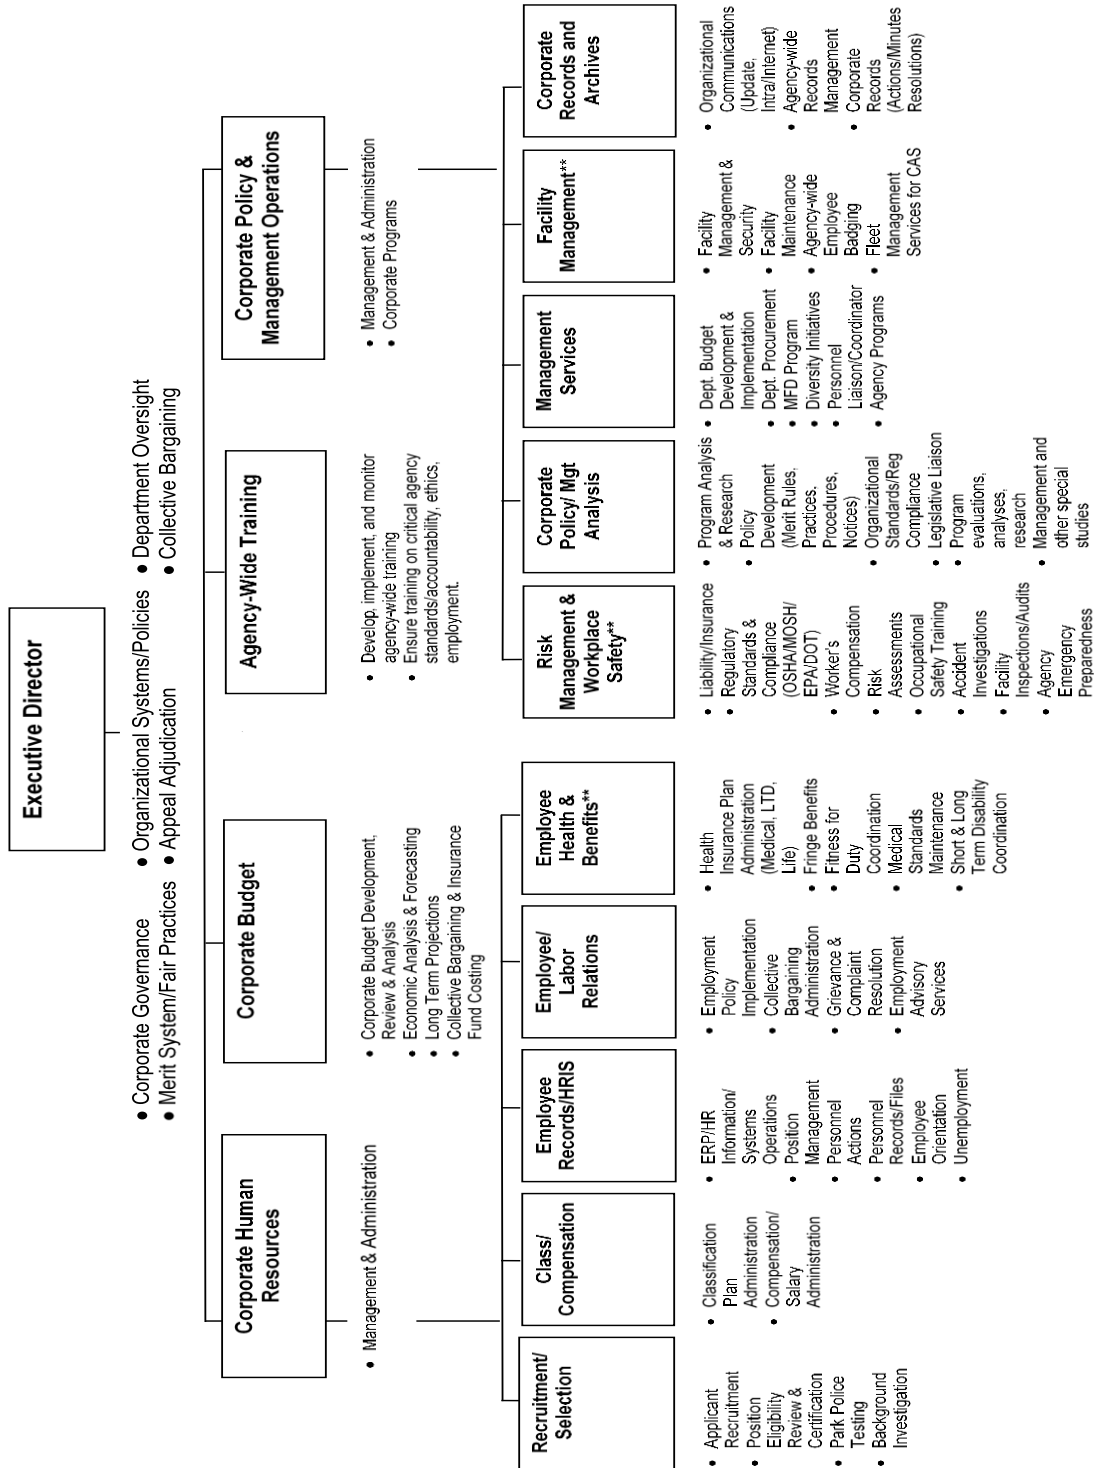 Executive Director
● Corporate Governance
● Merit System/Fair Practices
● Organizational Systems/Policies
● Appeal Adjudication
● Department Oversight
● Collective Bargaining
Corporate Human
Resources
• Management & Administration
Corporate Budget
• Corporate Budget Development,
Review & Analysis
• Economic Analysis & Forecasting
• Long Term Projections
• Collective Bargaining & Insurance
Fund Costing
Agency-Wide Training
• Develop, implement, and monitor
agency-wide training
• Ensure training on critical agency
standards/accountability, ethics,
employment.
Corporate Policy &
Management Operations
• Management & Administration
• Corporate Programs
Recruitment/
Selection
• Applicant
Recruitment
• Position
Eligibility
Review &
Certification
• Park Police
Testing
• Background
Investigation
Class/
Compensation
• Classification
Plan
Administration
• Compensation/
Salary
Administration
Employee
Records/HRIS
• ERP/HR
Information/
Systems
Operations
• Position
Management
• Personnel
Actions
• Personnel
Records/Files
• Employee
Orientation
• Unemployment
Employee/
Labor
Relations
• Employment
Policy
Implementation
• Collective
Bargaining
Administration
• Grievance &
Complaint
Resolution
• Employment
Advisory
Services
Employee
Health &
Benefits**
• Health
Insurance Plan
Administration
(Medical, LTD,
Life)
• Fringe Benefits
• Fitness for
Duty
Coordination
• Medical
Standards
Maintenance
• Short & Long
Term Disability
Coordination
Risk
Management &
Workplace
Safety**
• Liability/Insurance
• Regulatory
Standards &
Compliance
(OSHA/MOSH/
EPA/DOT)
• Worker's
Compensation
• Risk
Assessments
• Occupational
Safety Training
• Accident
Investigations
• Facility
Inspections/Audits
• Agency
Emergency
Preparedness
Corporate
Policy/ Mgt
Analysis
• Program Analysis
& Research
• Policy
Development
(Merit Rules,
Practices,
Procedures,
Notices)
• Organizational
Standards/Reg
Compliance
• Legislative Liaison
• Program
evaluations,
analyses,
research
• Management and
other special
studies
Management
Services
• Dept. Budget
Development &
Implementation
• Dept. Procurement
• MFD Program
• Diversity Initiatives
• Personnel
Liaison/Coordinator
• Agency Programs
Facility
Management**
• Facility
Management &
Security
• Facility
Maintenance
• Agency-wide
Employee
Badging
• Fleet
Management
Services for CAS
Corporate
Records and
Archives
• Organizational
Communications
(Update,
Intra/Internet)
• Agency-wide
Records
Management
• Corporate
Records
(Actions/Minutes
Resolutions)